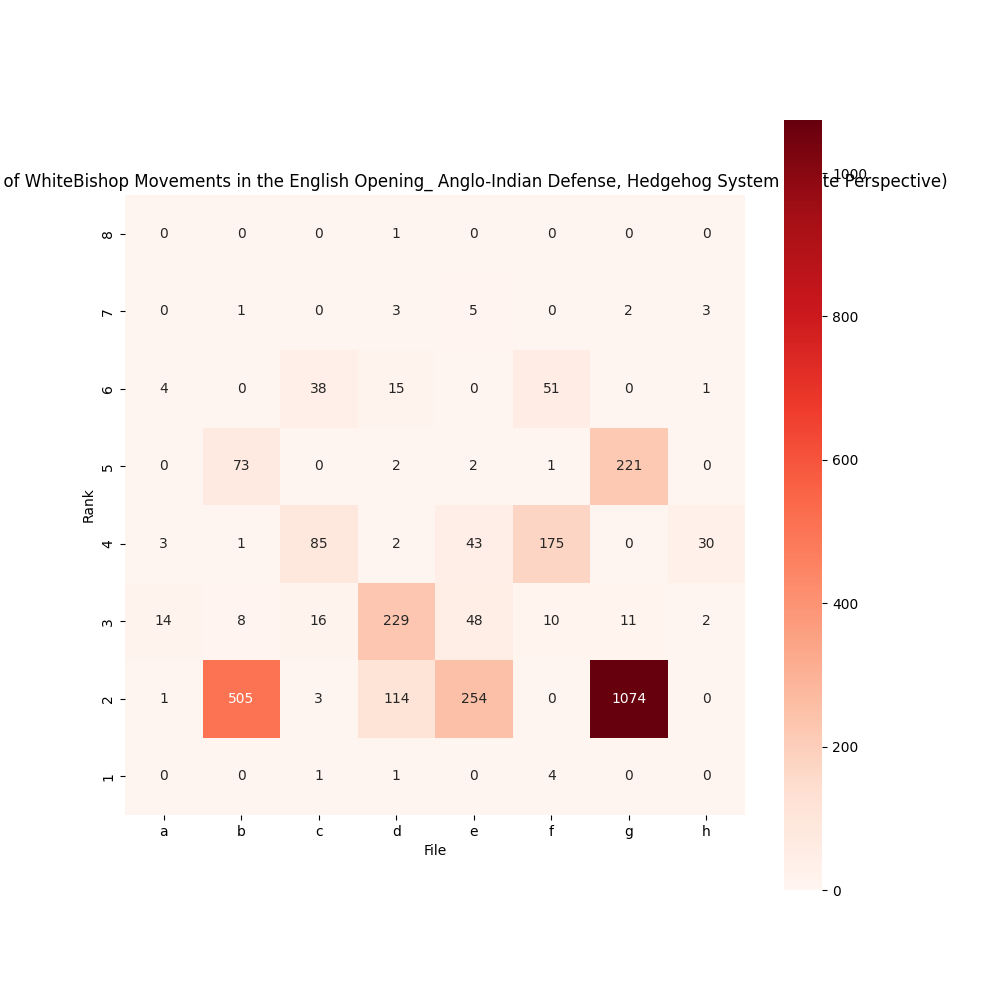 of WhiteBishop Movements in the English Opening_ Anglo-Indian Defense, Hedgehog System te Perspective)
8 0 0 0 1 0 0 0 0
7 0 1 0 3 5 0 2 3
6 4 0 38 15 0 51 0 1
5 0 73 0 2 2 1 221 0
4 3 1 85 2 43 175 0 30
3 14 8 16 229 48 10 11 2
2 1 505 3 114 254 0 1074 0
1 0 0 1 1 0 4 0 0
a b c d e f g h
Rank
File
1000
800
600
400
200
0